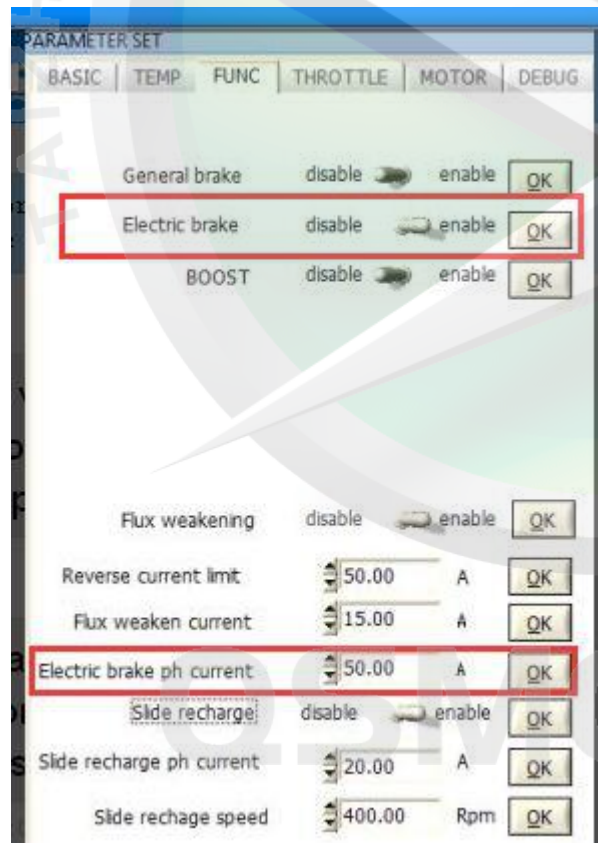 PARAMETER SET
BASIC TEMP FUNC THROTTLE MOTOR DEBUG
General brake disable enable OK
Electric brake disable enable OK
BOOST disable enable OK
Flux weakening disable enable OK
Reverse current limit 50.00 A OK
Flux weaken current 15.00 A OK
Electric brake ph current 50.00 A OK
Slide recharge disable enable OK
Slide recharge ph current 20.00 A OK
Slide rechage speed 400.00 Rpm OK